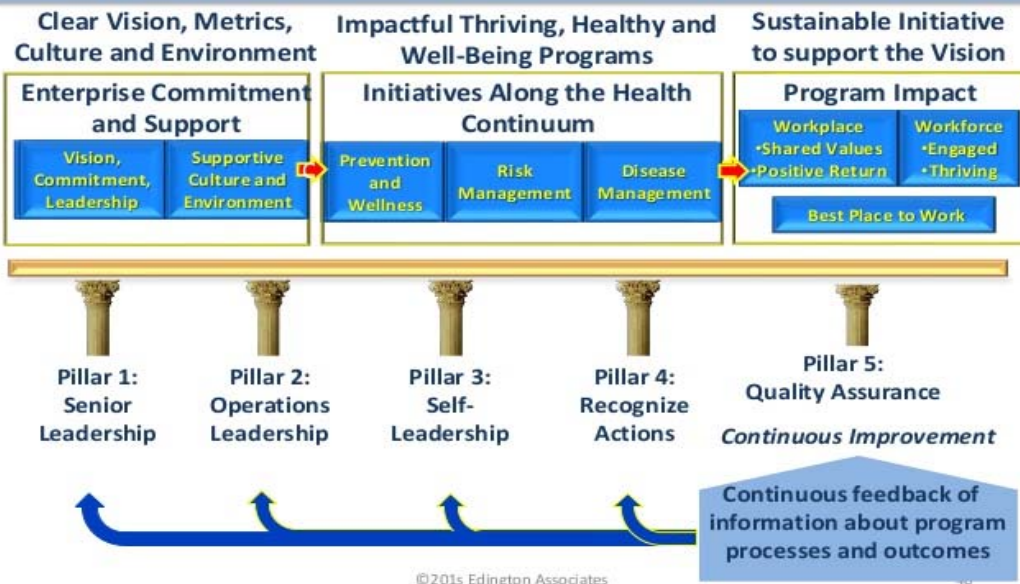 Clear Vision, Metrics,
Culture and Environment
Impactful Thriving, Healthy and
Well-Being Programs
Sustainable Initiative
to support the Vision
Enterprise Commitment
and Support
Vision,
Commitment,
Leadership
Supportive
Culture and
Environment
Initiatives Along the Health
Continuum
Prevention
and
Wellness
Risk
Management
Disease
Management
Program Impact
Workplace
•Shared Values
•Positive Return
Workforce
•Engaged
•Thriving
Best Place to Work
Pillar 1:
Senior
Leadership
Pillar 2:
Operations
Leadership
Pillar 3:
Self-
Leadership
Pillar 4:
Recognize
Actions
Pillar 5:
Quality Assurance
Continuous Improvement
Continuous feedback of
information about program
processes and outcomes
©201s Edington Associates